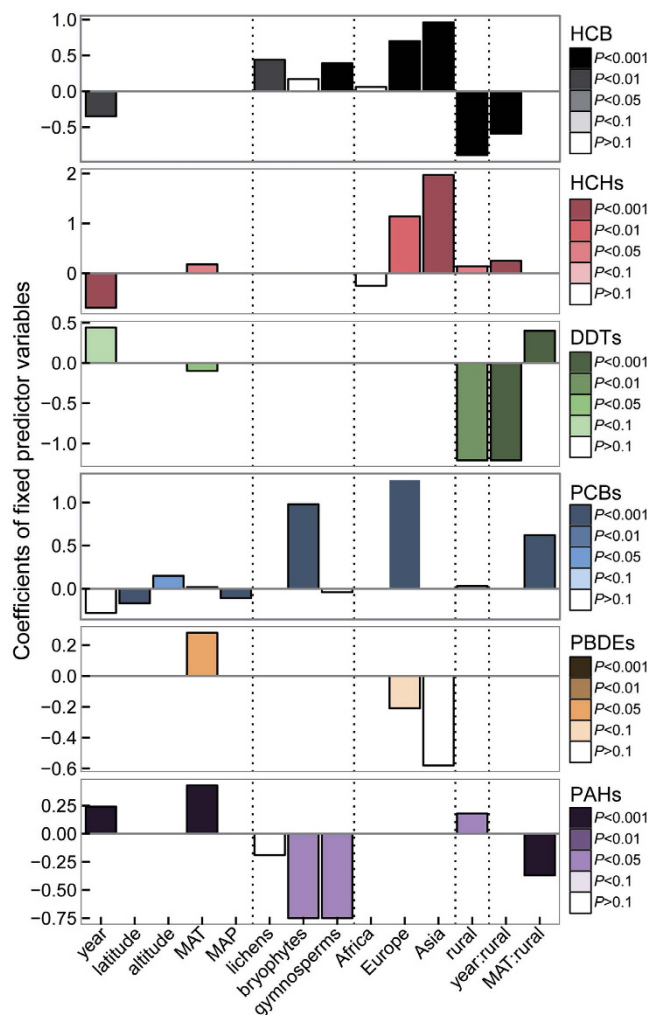 Coefficients of fixed predictor variables
1.0
0.5
0.0
−0.5
HCB
P<0.001
P<0.01
P<0.05
P<0.1
P>0.1
2
1
0
HCHs
P<0.001
P<0.01
P<0.05
P<0.1
P>0.1
0.5
0.0
−0.5
−1.0
DDTs
P<0.001
P<0.01
P<0.05
P<0.1
P>0.1
1.0
0.5
0.0
PCBs
P<0.001
P<0.01
P<0.05
P<0.1
P>0.1
0.2
0.0
−0.2
−0.4
−0.6
PBDEs
P<0.001
P<0.01
P<0.05
P<0.1
P>0.1
0.25
0.00
−0.25
−0.50
−0.75
PAHs
P<0.001
P<0.01
P<0.05
P<0.1
P>0.1
year
latitude
altitude
MAT
MAP
lichens
bryophytes
gymnosperms
Africa
Europe
Asia
rural
year:rural
MAT:rural